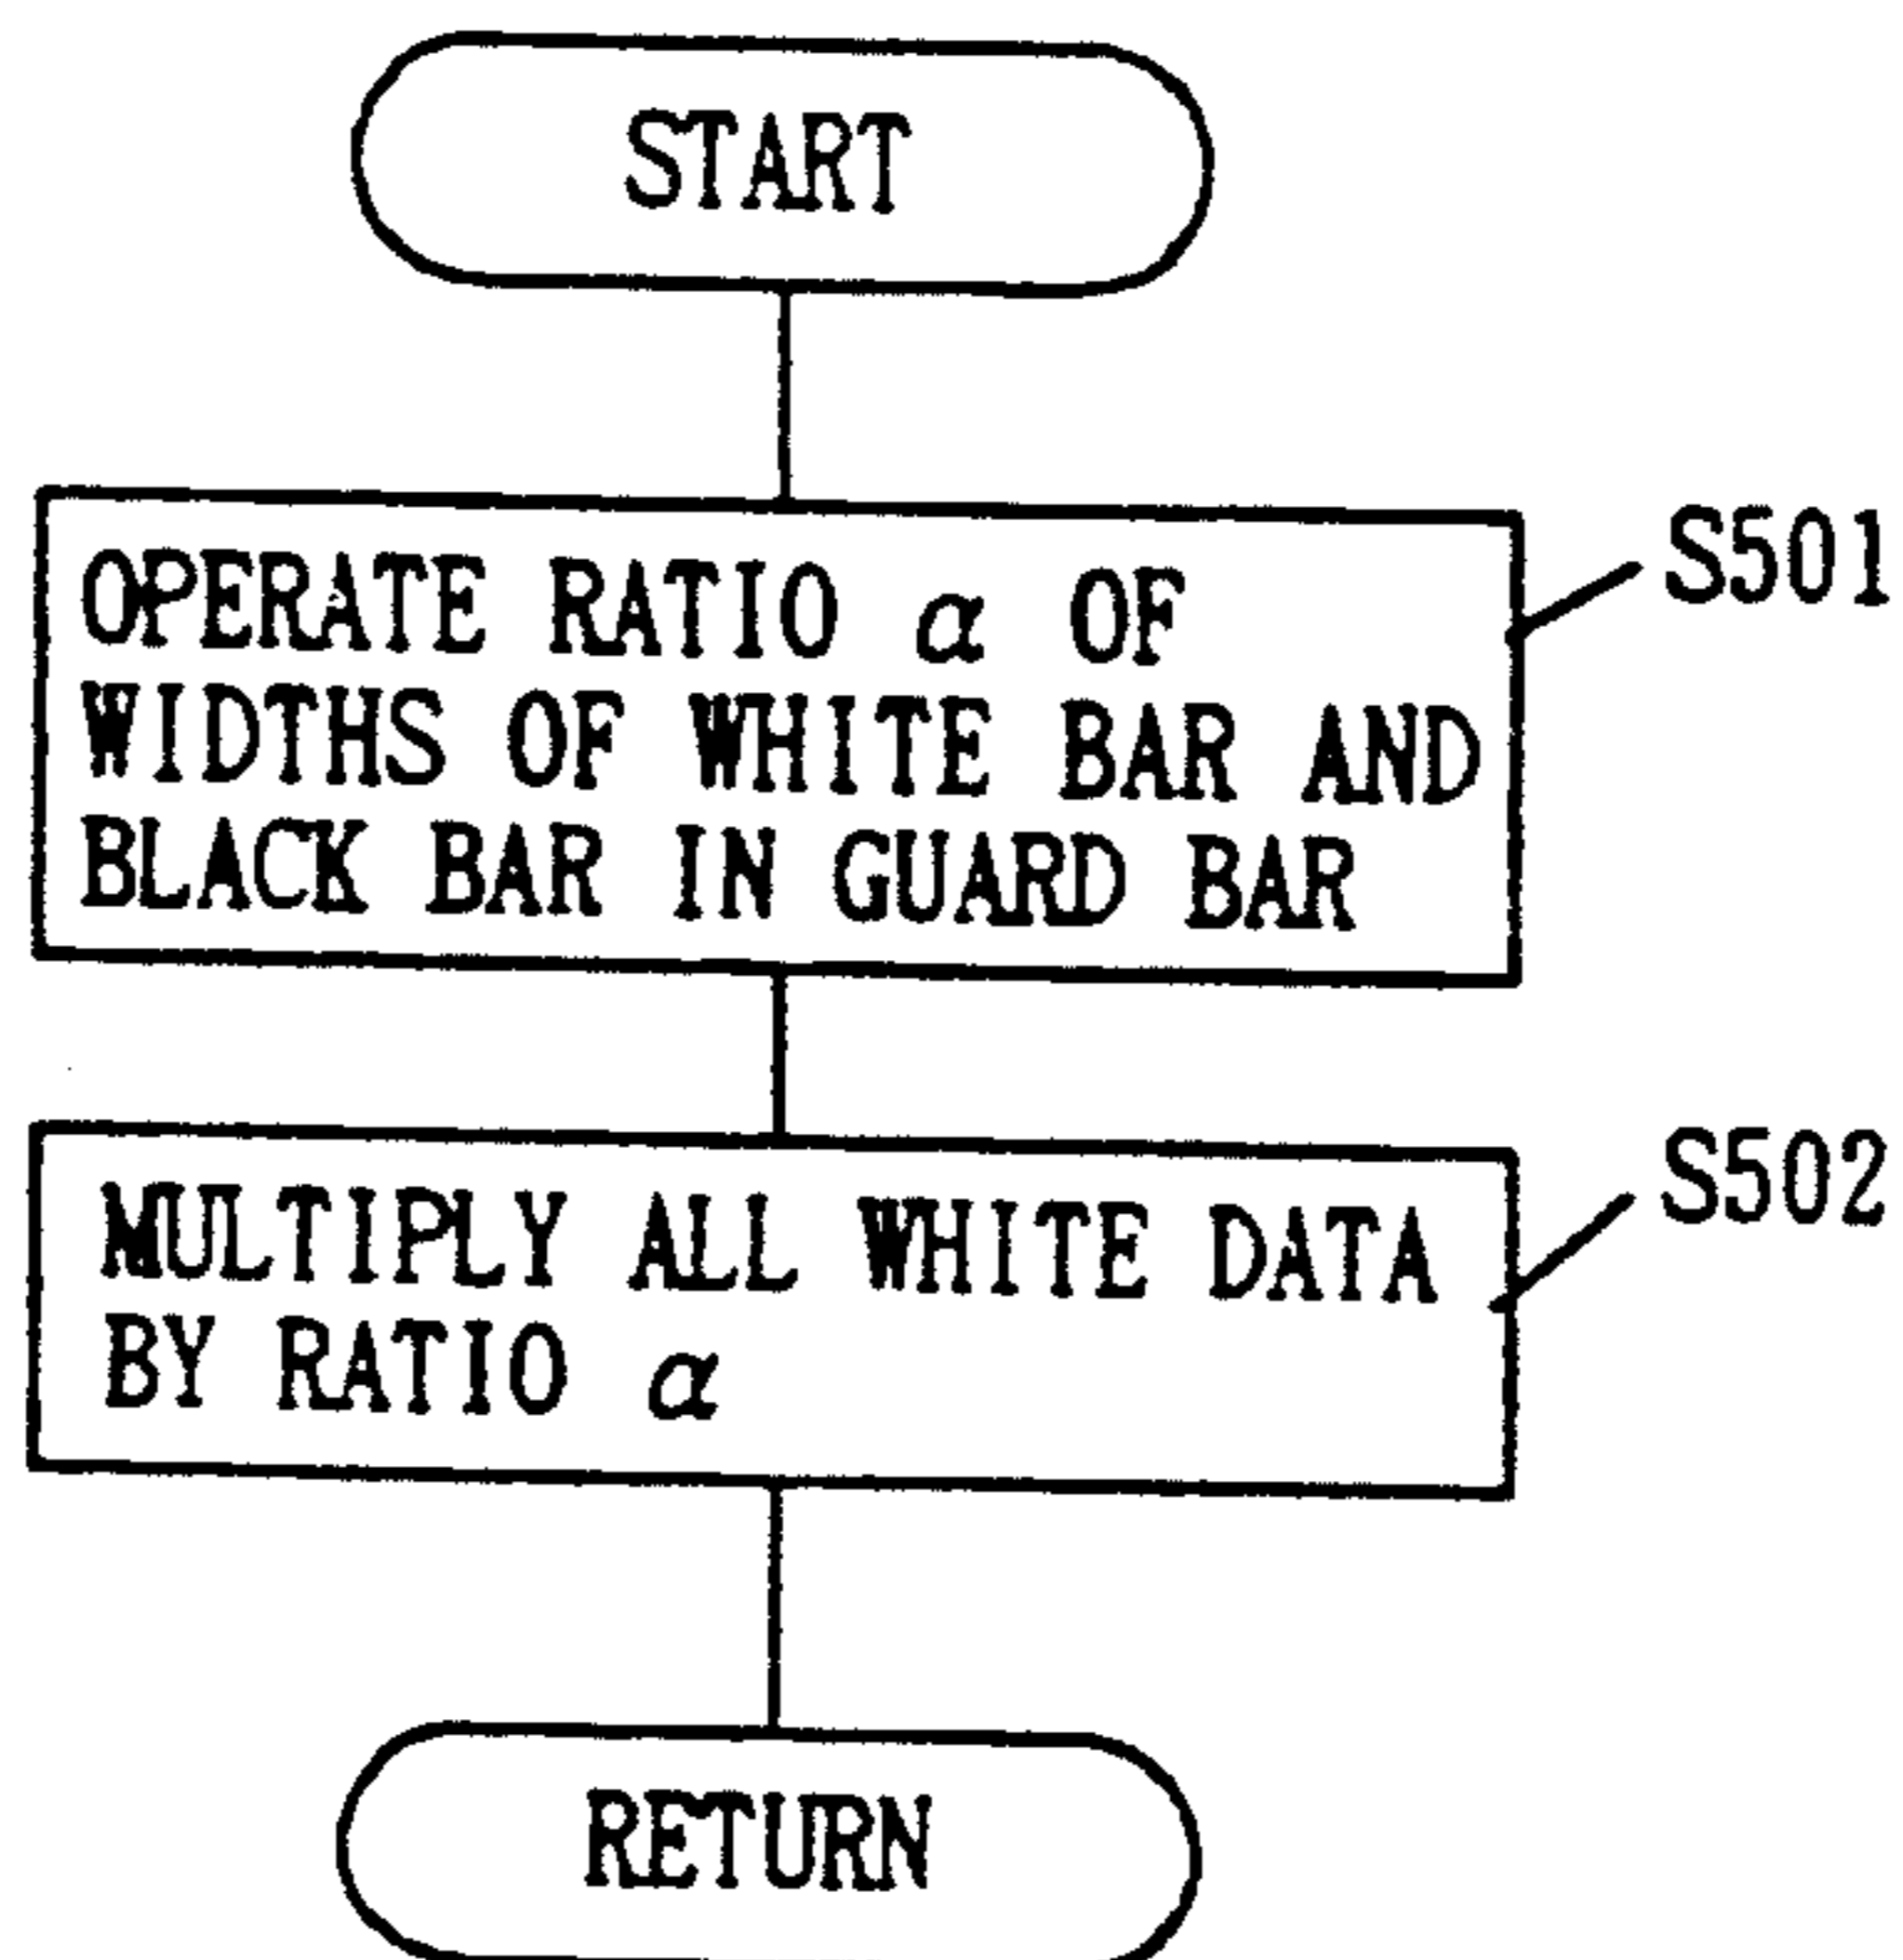 START
OPERATE RATIO α OF
WIDTHS OF WHITE BAR AND
BLACK BAR IN GUARD BAR
S501
MULTIPLY ALL WHITE DATA
BY RATIO α
S502
RETURN